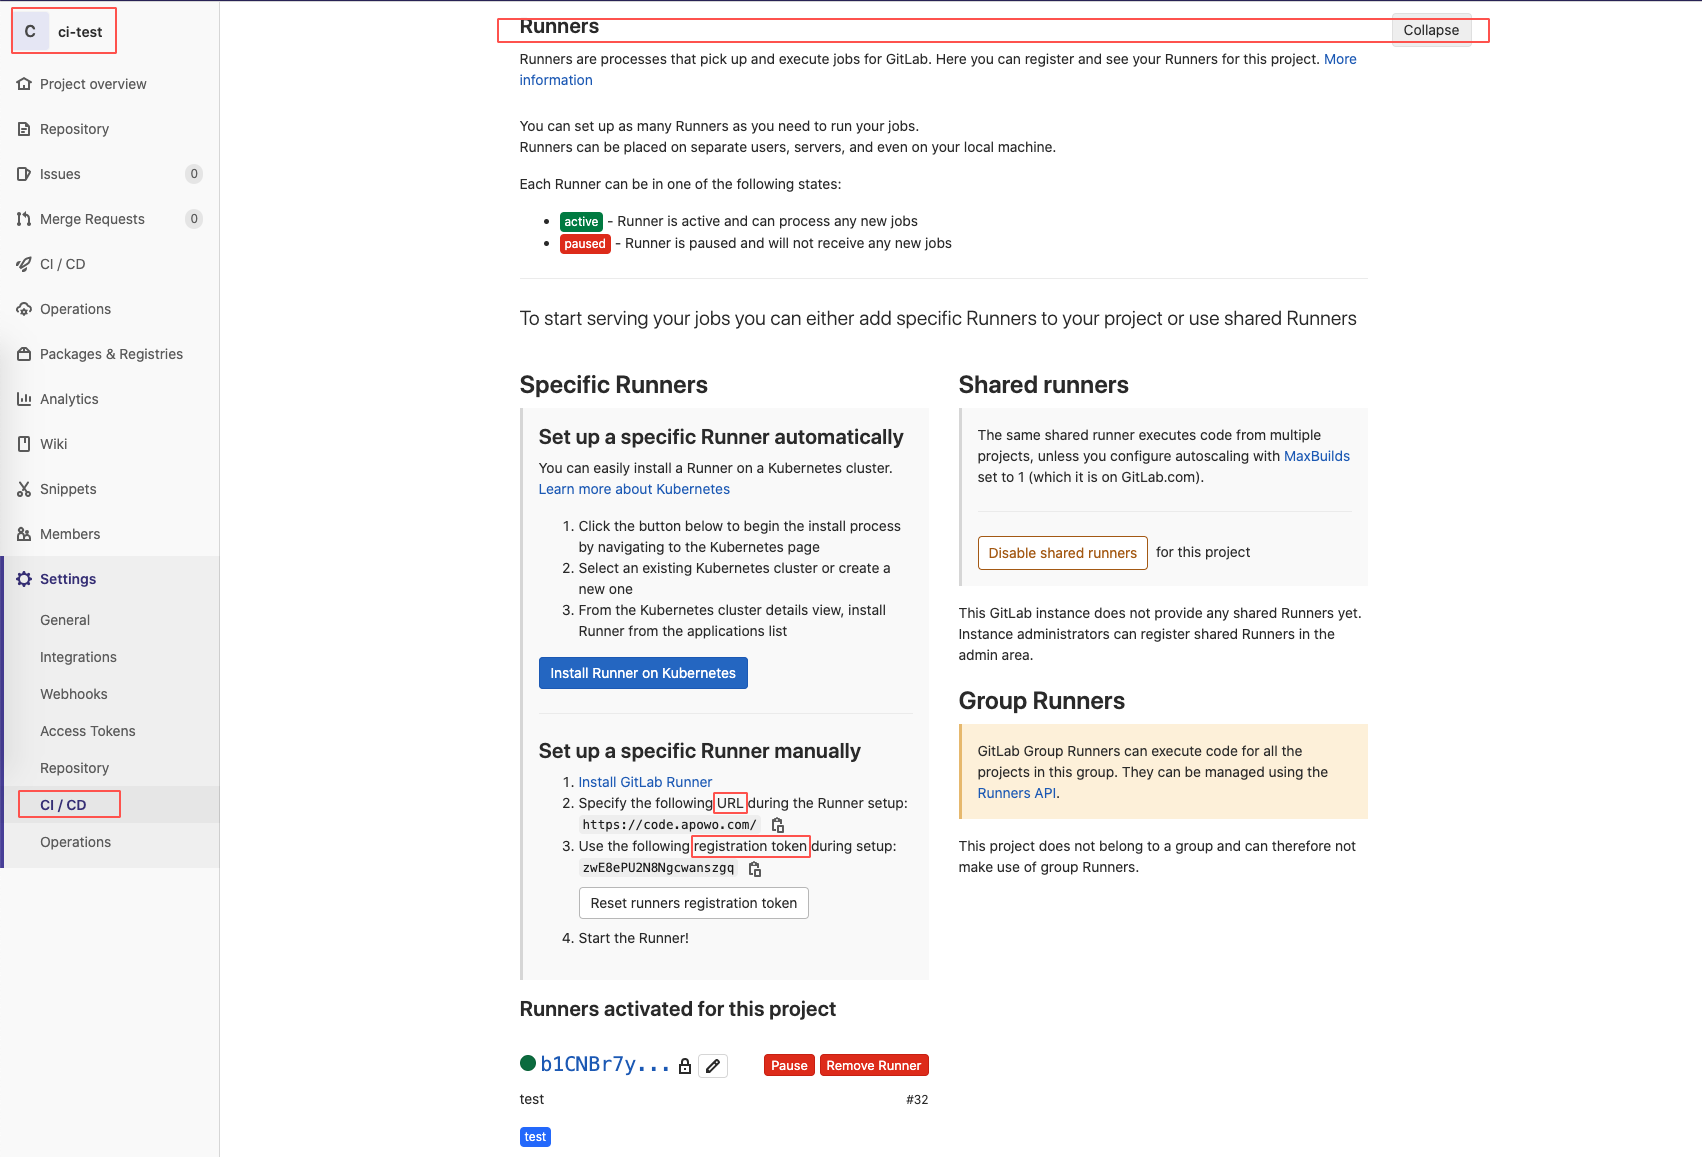 C ci-test
Project overview
Repository
Issues 0
Merge Requests 0
CI / CD
Operations
Packages & Registries
Analytics
Wiki
Snippets
Members
Settings
General
Integrations
Webhooks
Access Tokens
Repository
CI / CD
Operations
Runners
Collapse
Runners are processes that pick up and execute jobs for GitLab. Here you can register and see your Runners for this project. More
information
You can set up as many Runners as you need to run your jobs.
Runners can be placed on separate users, servers, and even on your local machine.
Each Runner can be in one of the following states:
• active - Runner is active and can process any new jobs
• paused - Runner is paused and will not receive any new jobs
To start serving your jobs you can either add specific Runners to your project or use shared Runners
Specific Runners
Set up a specific Runner automatically
You can easily install a Runner on a Kubernetes cluster.
Learn more about Kubernetes
1. Click the button below to begin the install process
by navigating to the Kubernetes page
2. Select an existing Kubernetes cluster or create a
new one
3. From the Kubernetes cluster details view, install
Runner from the applications list
Install Runner on Kubernetes
Set up a specific Runner manually
1. Install GitLab Runner
2. Specify the following URL during the Runner setup:
https://code.apowo.com/
3. Use the following registration token during setup:
zwE8ePU2N8Ngcwanszgq
Reset runners registration token
4. Start the Runner!
Shared runners
The same shared runner executes code from multiple
projects, unless you configure autoscaling with MaxBuilds
set to 1 (which it is on GitLab.com).
Disable shared runners for this project
This GitLab instance does not provide any shared Runners yet.
Instance administrators can register shared Runners in the
admin area.
Group Runners
GitLab Group Runners can execute code for all the
projects in this group. They can be managed using the
Runners API.
This project does not belong to a group and can therefore not
make use of group Runners.
Runners activated for this project
b1CNBr7y... Pause Remove Runner
test #32
test